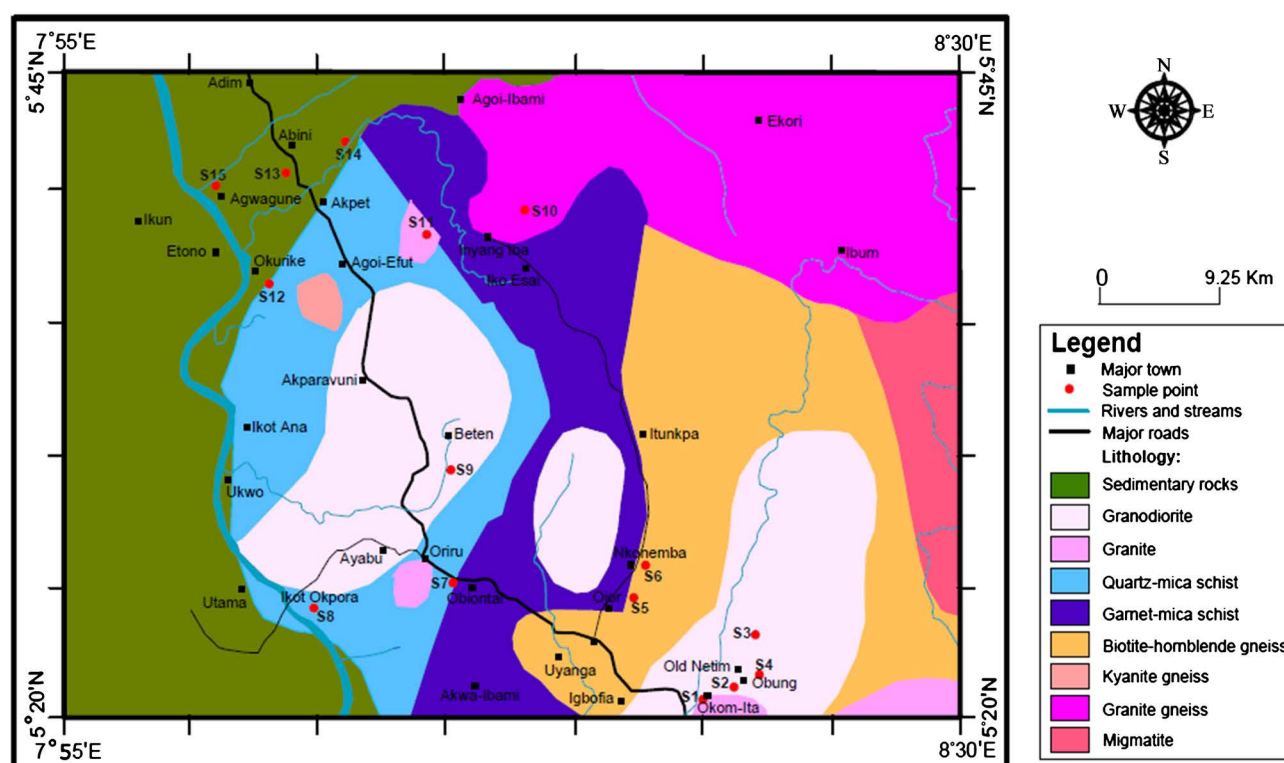 7°55'E
8°30'E
5°45'N
5°45'N
Adim
Agoi-Ibami
Ekori
Abini
S14
S15
S13
Agwagune
Akpet
Ikun
S11
S10
Etono
Inyang Ioa
Ibum
Okurike
Agoi-Efut
Iko Esai
S12
Akparavuni
Ikot Ana
Beten
Itunkpa
S9
Ukwo
Ayabu
Oriru
Nkohemba
S7
S6
Utama
Obiontai
Ikot Okpora
Ojor
S5
S8
S3
Uyanga
Old Netim
S4
S2
Obung
Akwa-Ibami
Igbofia
S1
Okom-Ita
5°20'N
5°20'N
7°55'E
8°30'E
N
W
E
S
0
9.25 Km
Legend
Major town
Sample point
Rivers and streams
Major roads
Lithology:
Sedimentary rocks
Granodiorite
Granite
Quartz-mica schist
Garnet-mica schist
Biotite-hornblende gneiss
Kyanite gneiss
Granite gneiss
Migmatite